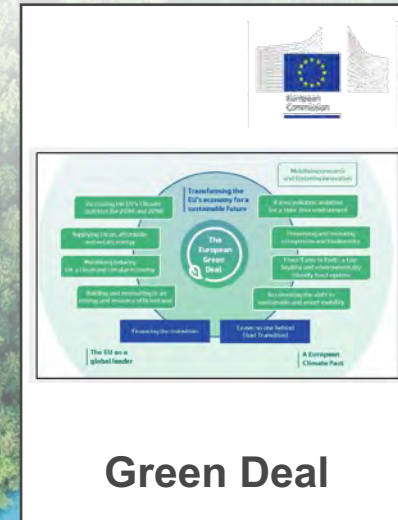 European
Commission
Mobilising research
and fostering innovation
Transforming the
EU's economy for a
sustainable future
Increasing the EU's Climate
ambition for 2030 and 2050
A zero pollution ambition
for a toxic-free environment
Supplying clean, affordable
and secure energy
Preserving and restoring
ecosystems and biodiversity
The
European
Green
Deal
Mobilising industry
for a clean and circular economy
From 'Farm to Fork': a fair,
healthy and environmentally
friendly food system
Building and renovating in an
energy and resource efficient way
Accelerating the shift to
sustainable and smart mobility
Financing the transition
Leave no one behind
(Just Transition)
The EU as a
global leader
A European
Climate Pact
Green Deal